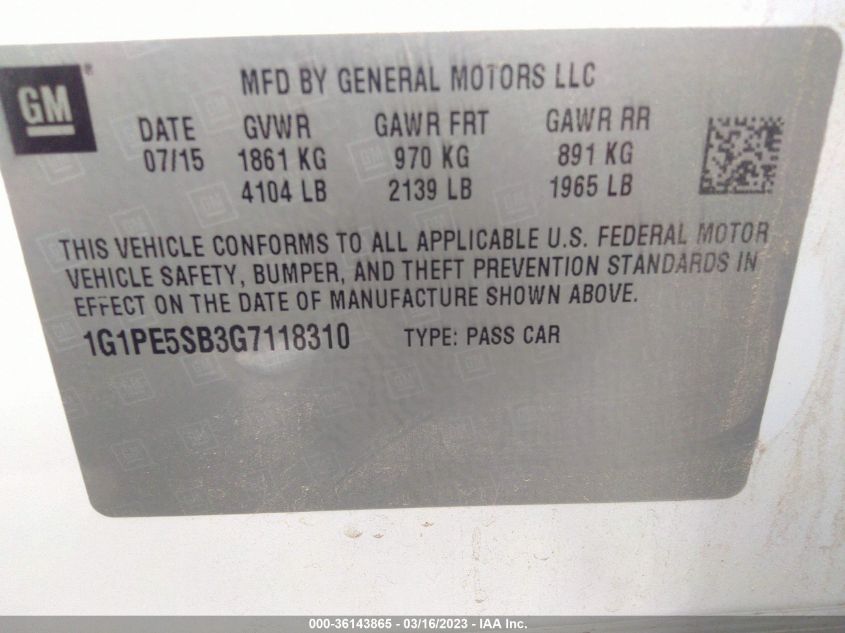 GM®
MFD BY GENERAL MOTORS LLC
DATE GVWR GAWR FRT GAWR RR
07/15 1861 KG 970 KG 891 KG
4104 LB 2139 LB 1965 LB
THIS VEHICLE CONFORMS TO ALL APPLICABLE U.S. FEDERAL MOTOR
VEHICLE SAFETY, BUMPER, AND THEFT PREVENTION STANDARDS IN
EFFECT ON THE DATE OF MANUFACTURE SHOWN ABOVE.
1G1PE5SB3G7118310 TYPE: PASS CAR
000-36143865 - 03/16/2023 - IAA Inc.